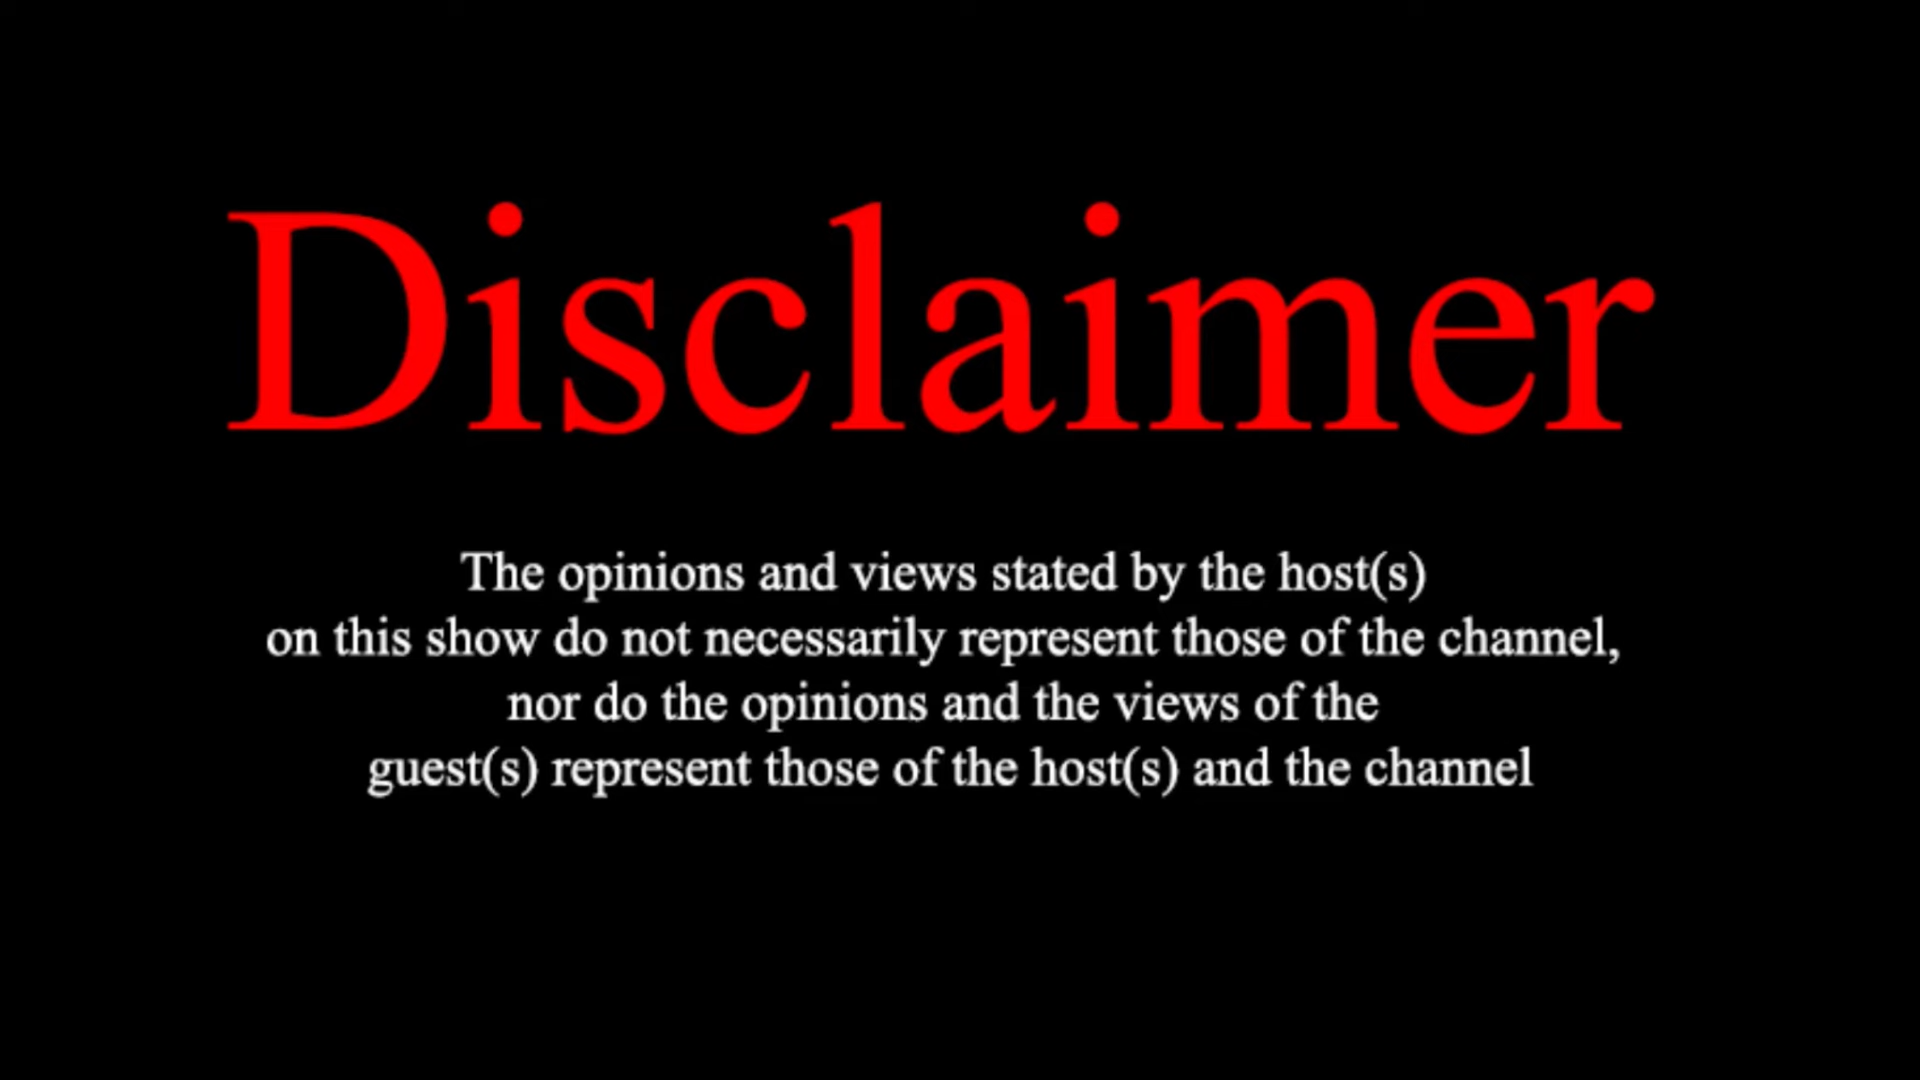 Disclaimer
The opinions and views stated by the host(s)
on this show do not necessarily represent those of the channel,
nor do the opinions and the views of the
guest(s) represent those of the host(s) and the channel